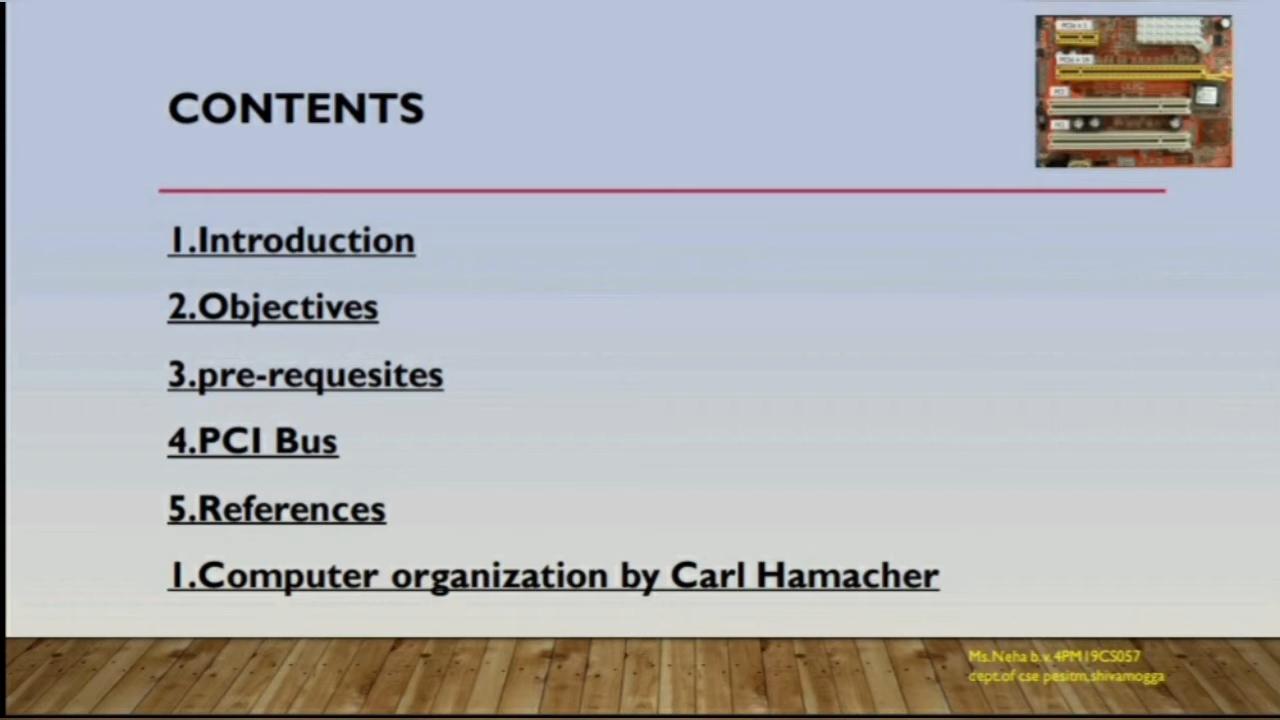 CONTENTS
1.Introduction
2.Objectives
3.pre-requesites
4.PCI Bus
5.References
1.Computer organization by Carl Hamacher
Ms.Neha b.v.4PM19CS057
dept.of cse pesitm,shivamogga